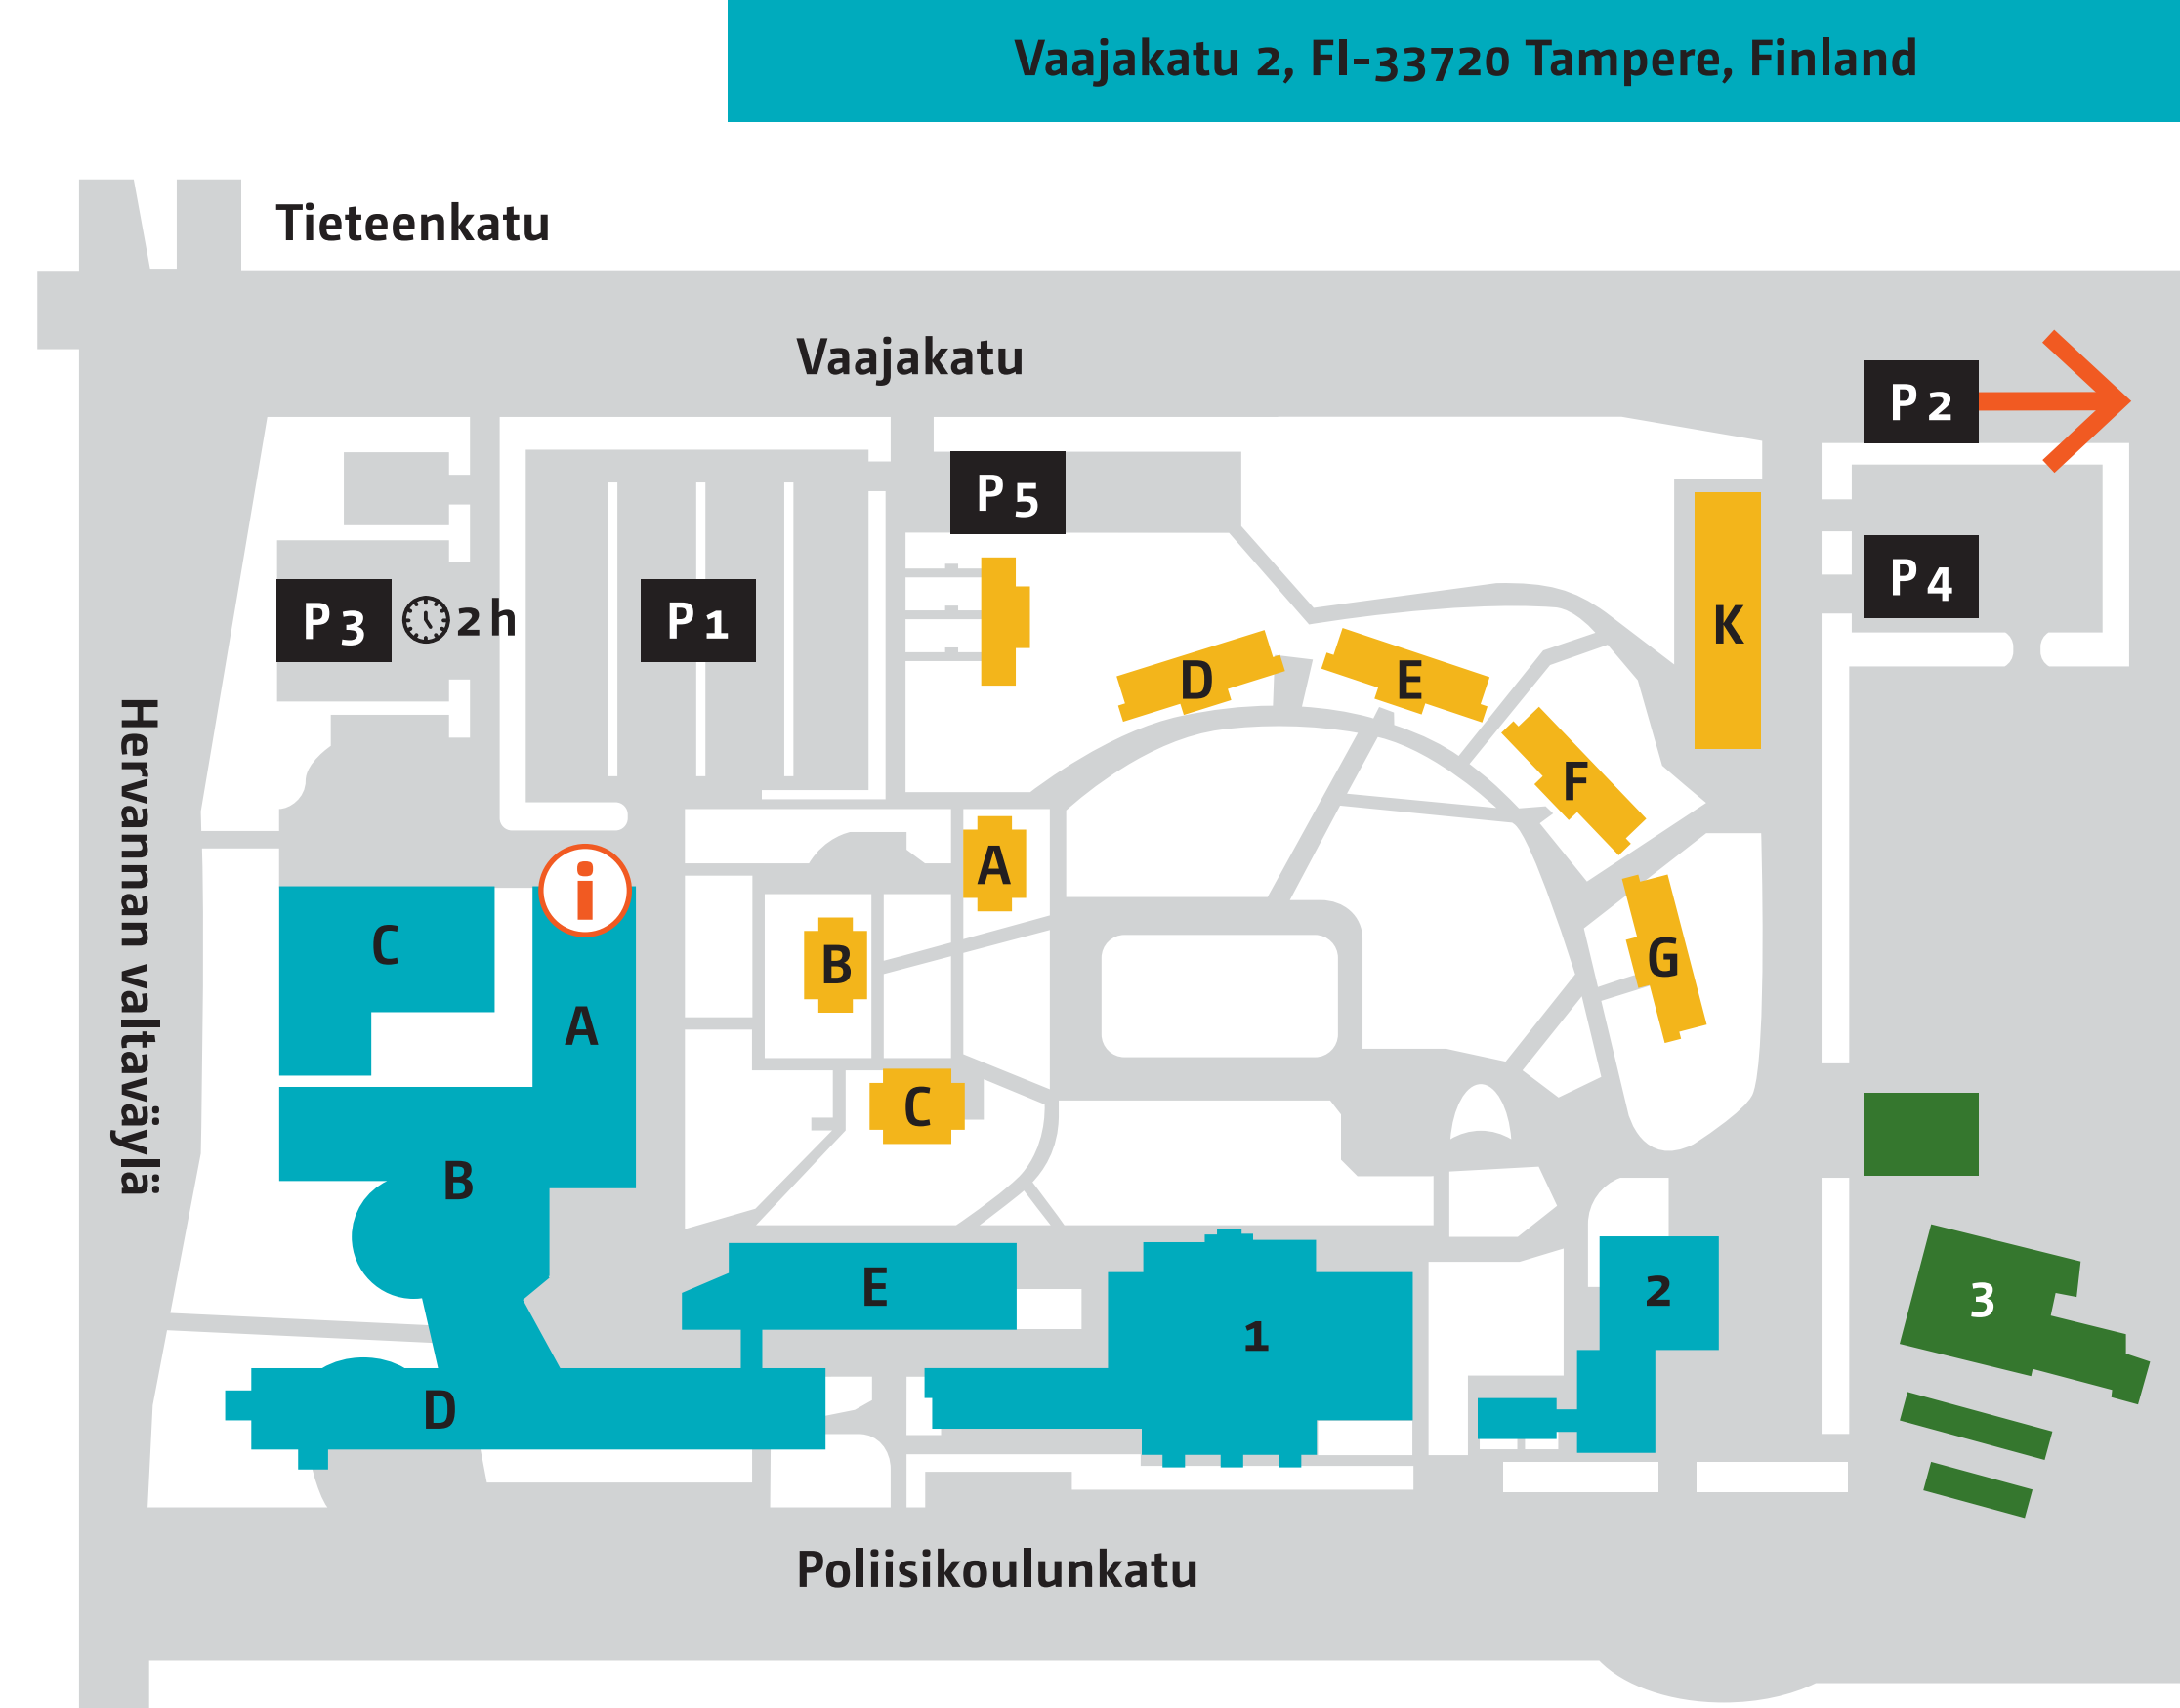 Vaajakatu 2, FI-33720 Tampere, Finland
Tieteenkatu
Vaajakatu
P 2
P 5
P 4
P 3
2 h
P 1
K
D
E
F
A
i
C
B
G
A
C
B
E
1
2
3
D
Hervannan valtaväylä
Poliisikoulunkatu